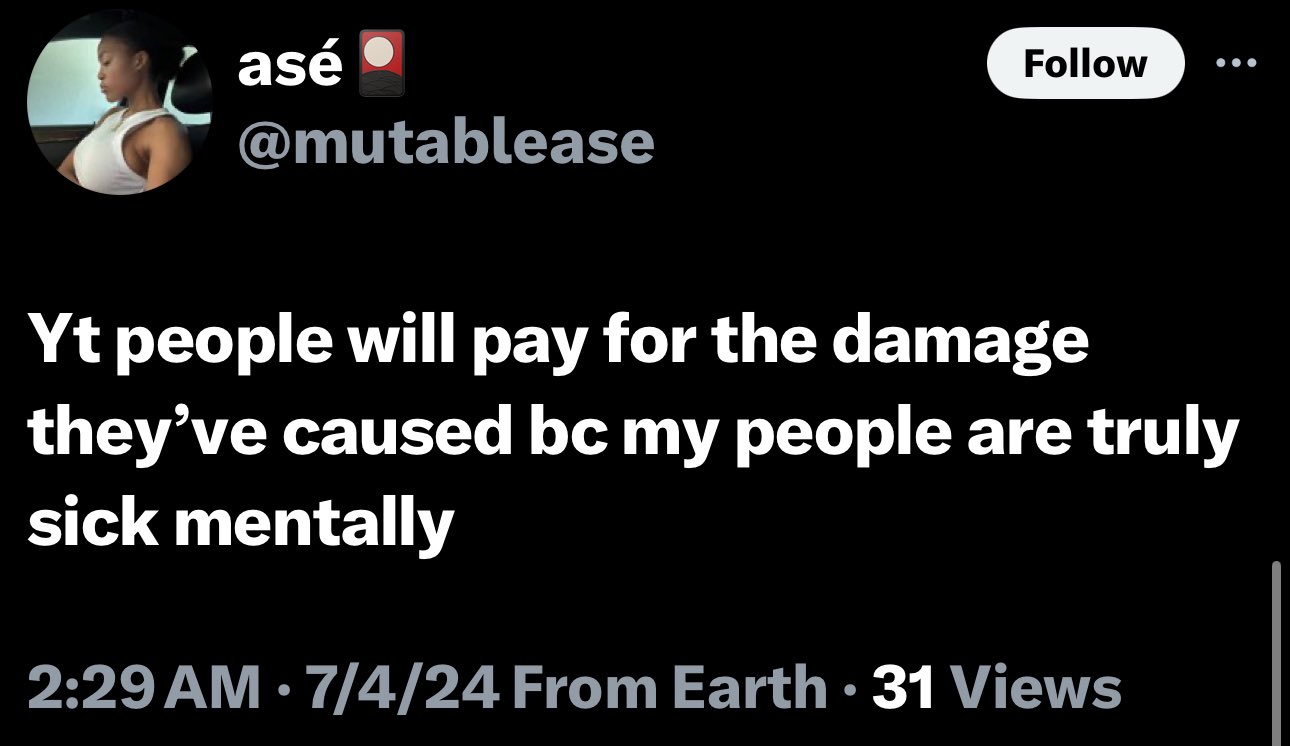 asé 🎴
Follow
@mutablease
Yt people will pay for the damage
they’ve caused bc my people are truly
sick mentally
2:29 AM · 7/4/24 From Earth · 31 Views